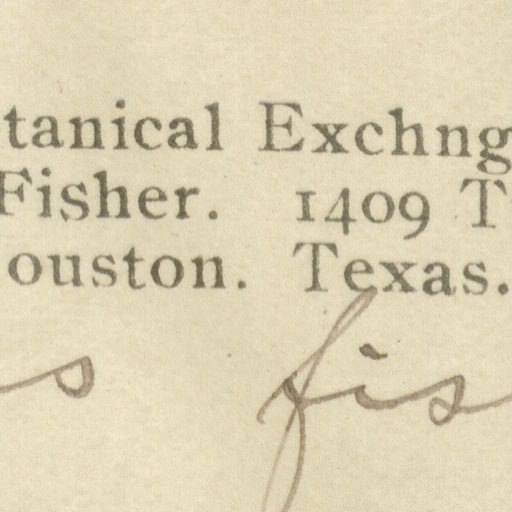 tanical Exchng
Fisher. 1409 T
ouston. Texas.
s fis